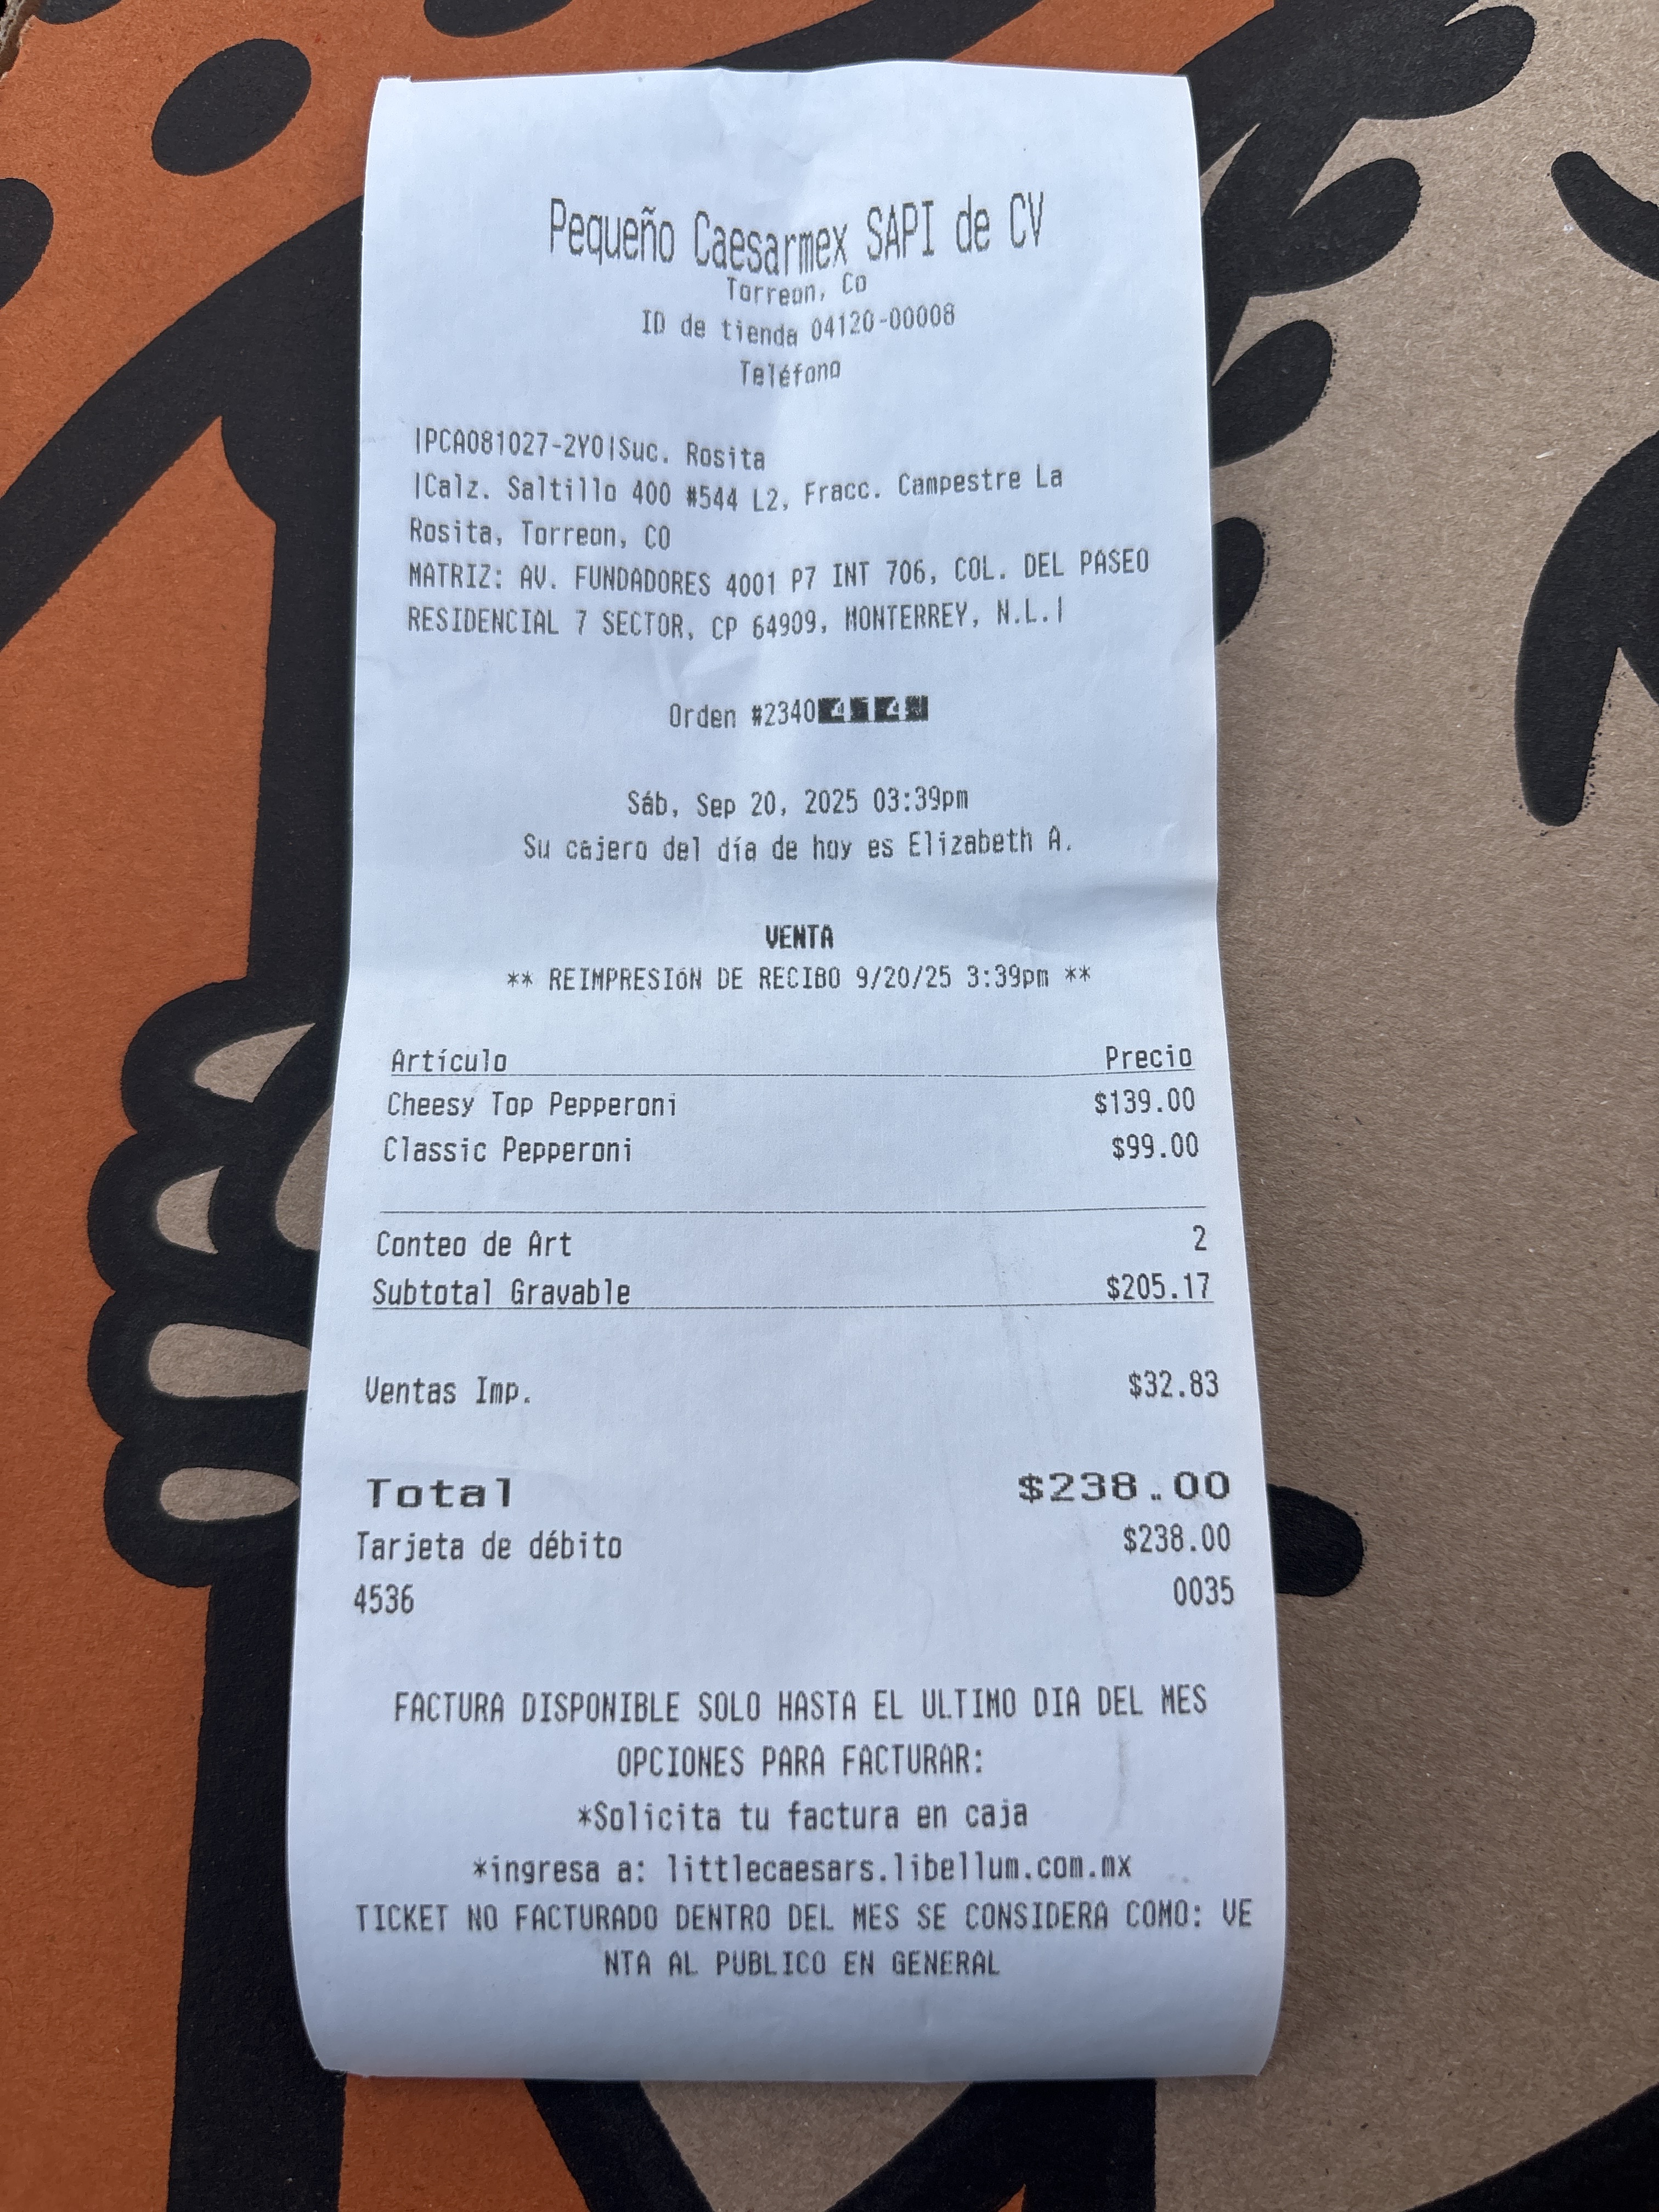 Pequeño Caesarmex SAPI de CV
Torreon, Co
ID de tienda 04120-00008
Teléfono
|PCA081027-2Y0|Suc. Rosita
|Calz. Saltillo 400 #544 L2, Fracc. Campestre La
Rosita, Torreon, CO
MATRIZ: AV. FUNDADORES 4001 P7 INT 706, COL. DEL PASEO
RESIDENCIAL 7 SECTOR, CP 64909, MONTERREY, N.L.|
Orden #2340
Sáb, Sep 20, 2025 03:39pm
Su cajero del día de hoy es Elizabeth A.
VENTA
** REIMPRESIóN DE RECIBO 9/20/25 3:39pm **
Artículo Precio
Cheesy Top Pepperoni $139.00
Classic Pepperoni $99.00
Conteo de Art 2
Subtotal Gravable $205.17
Ventas Imp. $32.83
Total $238.00
Tarjeta de débito $238.00
4536 0035
FACTURA DISPONIBLE SOLO HASTA EL ULTIMO DIA DEL MES
OPCIONES PARA FACTURAR:
*Solicita tu factura en caja
*ingresa a: littlecaesars.libellum.com.mx
TICKET NO FACTURADO DENTRO DEL MES SE CONSIDERA COMO: VE
NTA AL PUBLICO EN GENERAL